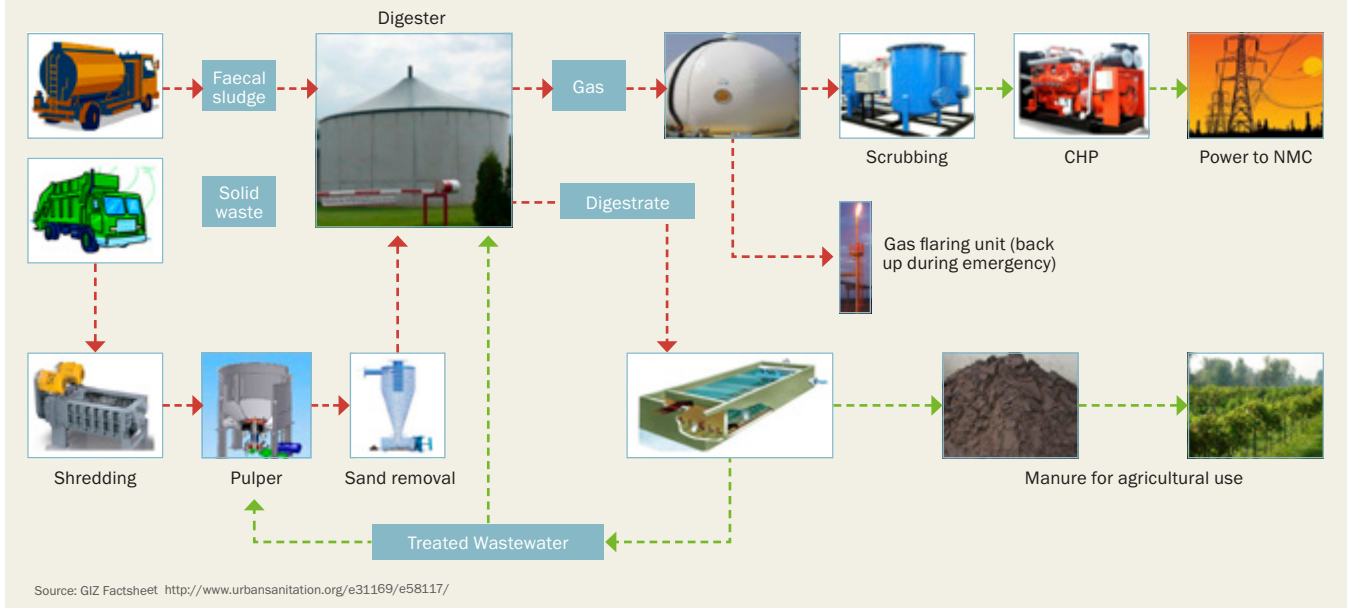 Digester
Faecal
sludge
Gas
Scrubbing
CHP
Power to NMC
Solid
waste
Digestrate
Gas flaring unit (back
up during emergency)
Shredding
Pulper
Sand removal
Manure for agricultural use
Treated Wastewater
Source: GIZ Factsheet http://www.urbansanitation.org/e31169/e58117/